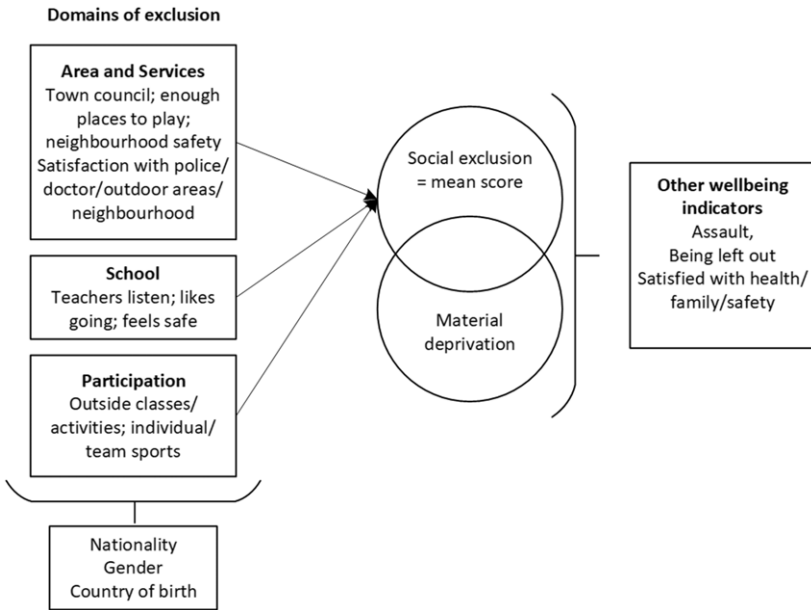 Domains of exclusion
Area and Services
Town council; enough
places to play;
neighbourhood safety
Satisfaction with police/
doctor/outdoor areas/
neighbourhood
School
Teachers listen; likes
going; feels safe
Participation
Outside classes/
activities; individual/
team sports
Nationality
Gender
Country of birth
Social exclusion
= mean score
Material
deprivation
Other wellbeing
indicators
Assault,
Being left out
Satisfied with health/
family/safety